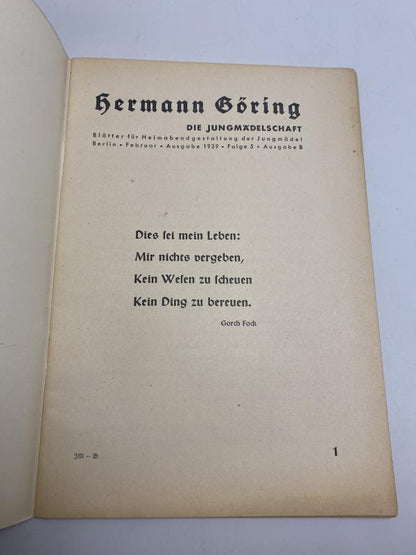 Hermann Göring
DIE JUNGMÄDELSCHAFT
Blätter für Heimabendgestaltung der Jungmädel
Berlin • Februar • Ausgabe 1939 • Folge 5 • Ausgabe B
Dies sei mein Leben:
Mir nichts vergeben,
Kein Wesen zu scheuen
Kein Ding zu bereuen.
Gorch Fock
JM – B
1